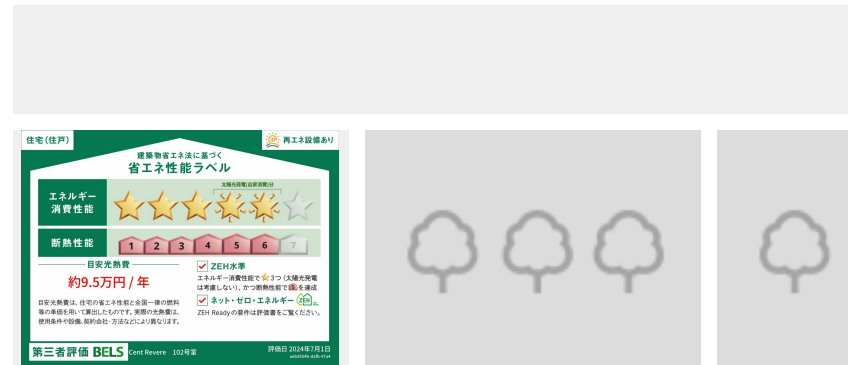 住宅(住戸)
再エネ設備あり
建築物省エネ法に基づく
省エネ性能ラベル
太陽光発電(自家消費)分
エネルギー
消費性能
断熱性能
1 2 3 4 5 6 7
目安光熱費
約9.5万円 / 年
目安光熱費は、住宅の省エネ性能と全国一律の燃料
等の単価を用いて算出したものです。実際の光熱費は、
使用条件や設備、契約会社・方法などにより異なります。
ZEH水準
エネルギー消費性能で 3つ (太陽光発電
は考慮しない)、かつ断熱性能で 5 を達成
ネット・ゼロ・エネルギー ZEH
ZEH Readyの要件は評価書をご覧ください。
第三者評価 BELS Cent Revere 102号室
評価日 2024年7月1日